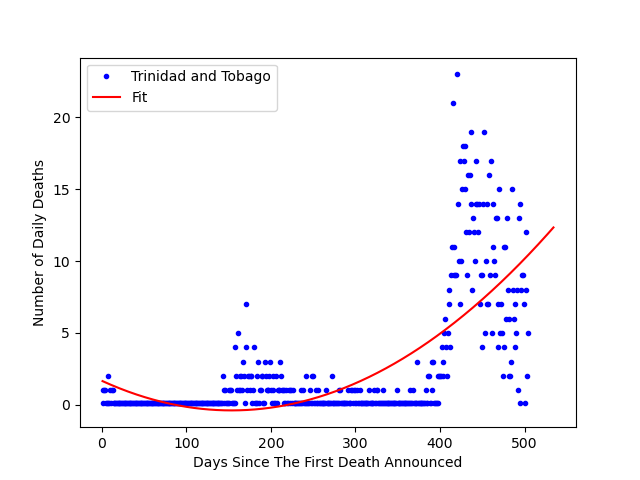 Trinidad and Tobago
Fit
Number of Daily Deaths
20
15
10
5
0
0 100 200 300 400 500
Days Since The First Death Announced